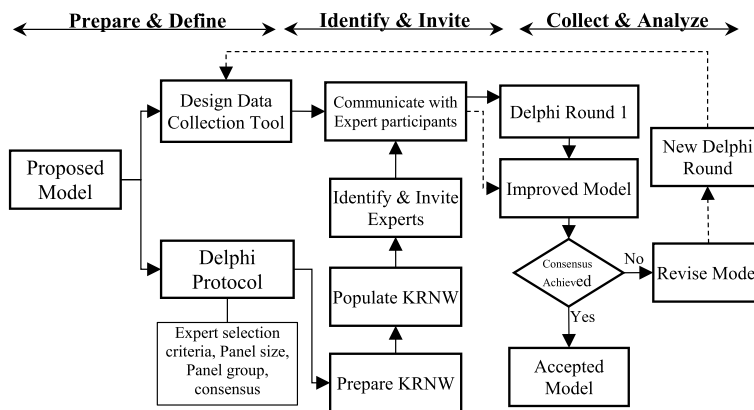 Prepare & Define
Identify & Invite
Collect & Analyze
Proposed
Model
Design Data
Collection Tool
Delphi
Protocol
Expert selection
criteria, Panel size,
Panel group,
consensus
Communicate with
Expert participants
Identify & Invite
Experts
Populate KRNW
Prepare KRNW
Delphi Round 1
Improved Model
Consensus
Achieved
No
Yes
Accepted
Model
New Delphi
Round
Revise Model